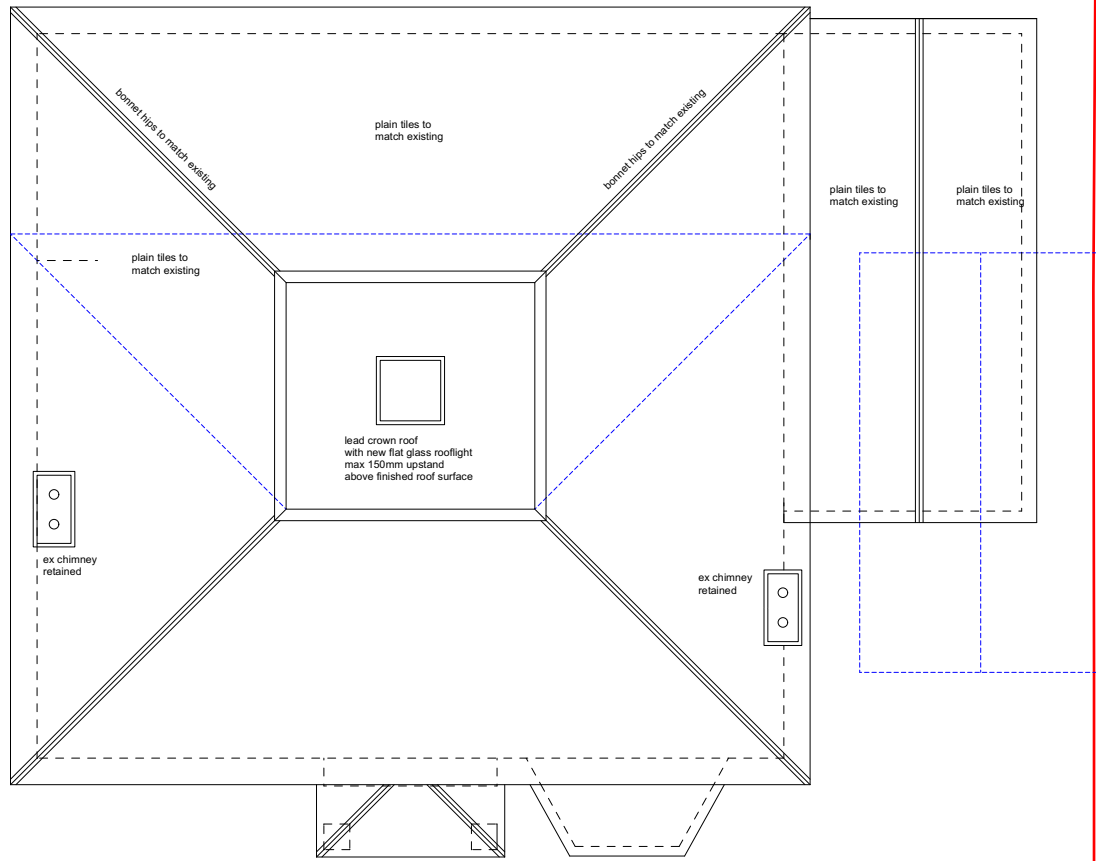 bonnet hips to match existing
plain tiles to
match existing
bonnet hips to match existing
plain tiles to
match existing
plain tiles to
match existing
plain tiles to
match existing
lead crown roof
with new flat glass rooflight
max 150mm upstand
above finished roof surface
ex chimney
retained
ex chimney
retained